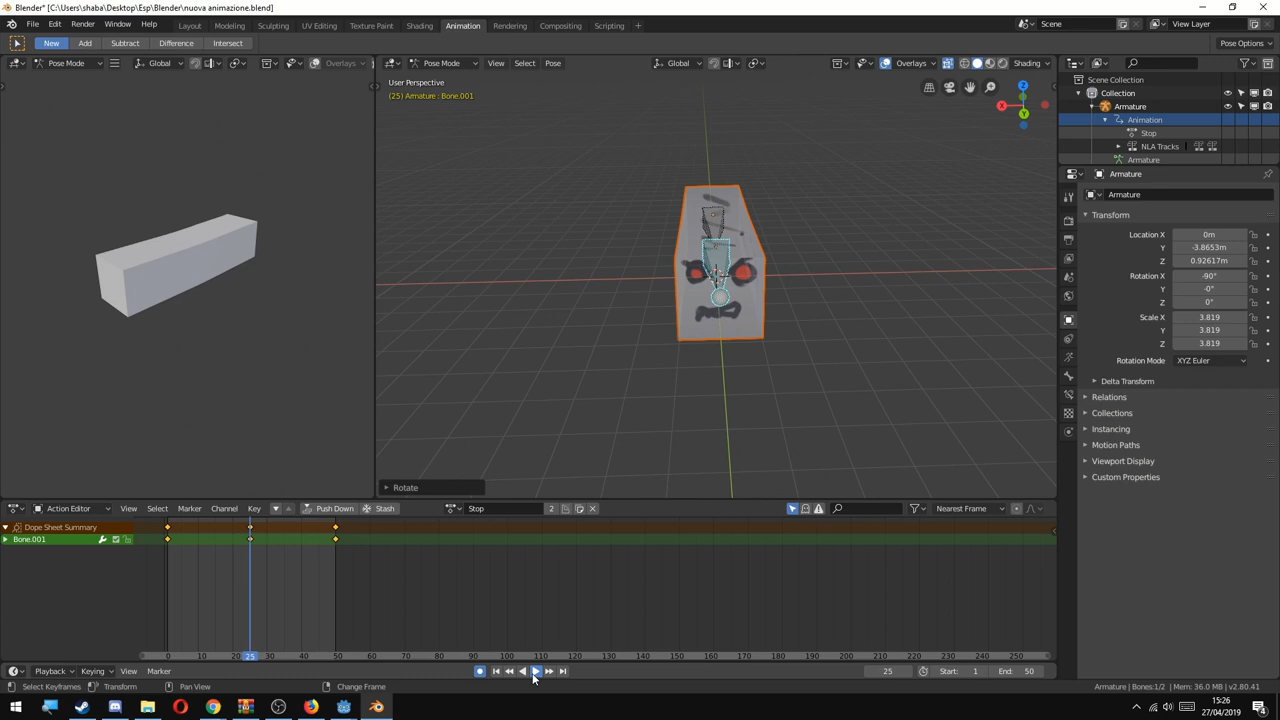 Blender* [C:\Users\shaba\Desktop\Esp\Blender\nuova animazione.blend]
File Edit Render Window Help Layout Modeling Sculpting UV Editing Texture Paint Shading Animation Rendering Compositing Scripting + Scene View Layer
New Add Subtract Difference Intersect Pose Options
Pose Mode Global Overlays Pose Mode View Select Pose Global Overlays Shading
User Perspective
(25) Armature : Bone.001
Scene Collection
Collection
Armature
Animation
Stop
NLA Tracks
Armature
Armature
Armature
Transform
Location X 0m
Y -3.8653m
Z 0.92617m
Rotation X -90°
Y -0°
Z 0°
Scale X 3.819
Y 3.819
Z 3.819
Rotation Mode XYZ Euler
Delta Transform
Relations
Collections
Instancing
Motion Paths
Viewport Display
Custom Properties
X
Y
Z
Rotate
Action Editor View Select Marker Channel Key Push Down Stash Stop 2 Nearest Frame
Dope Sheet Summary
Bone.001
0 10 20 25 30 40 50 60 70 80 90 100 110 120 130 140 150 160 170 180 190 200 210 220 230 240 250
Playback Keying View Marker 25 Start: 1 End: 50
Select Keyframes Transform Pan View Change Frame Armature | Bones:1/2 | Mem: 36.0 MB | v2.80.41
15:26
27/04/2019
4